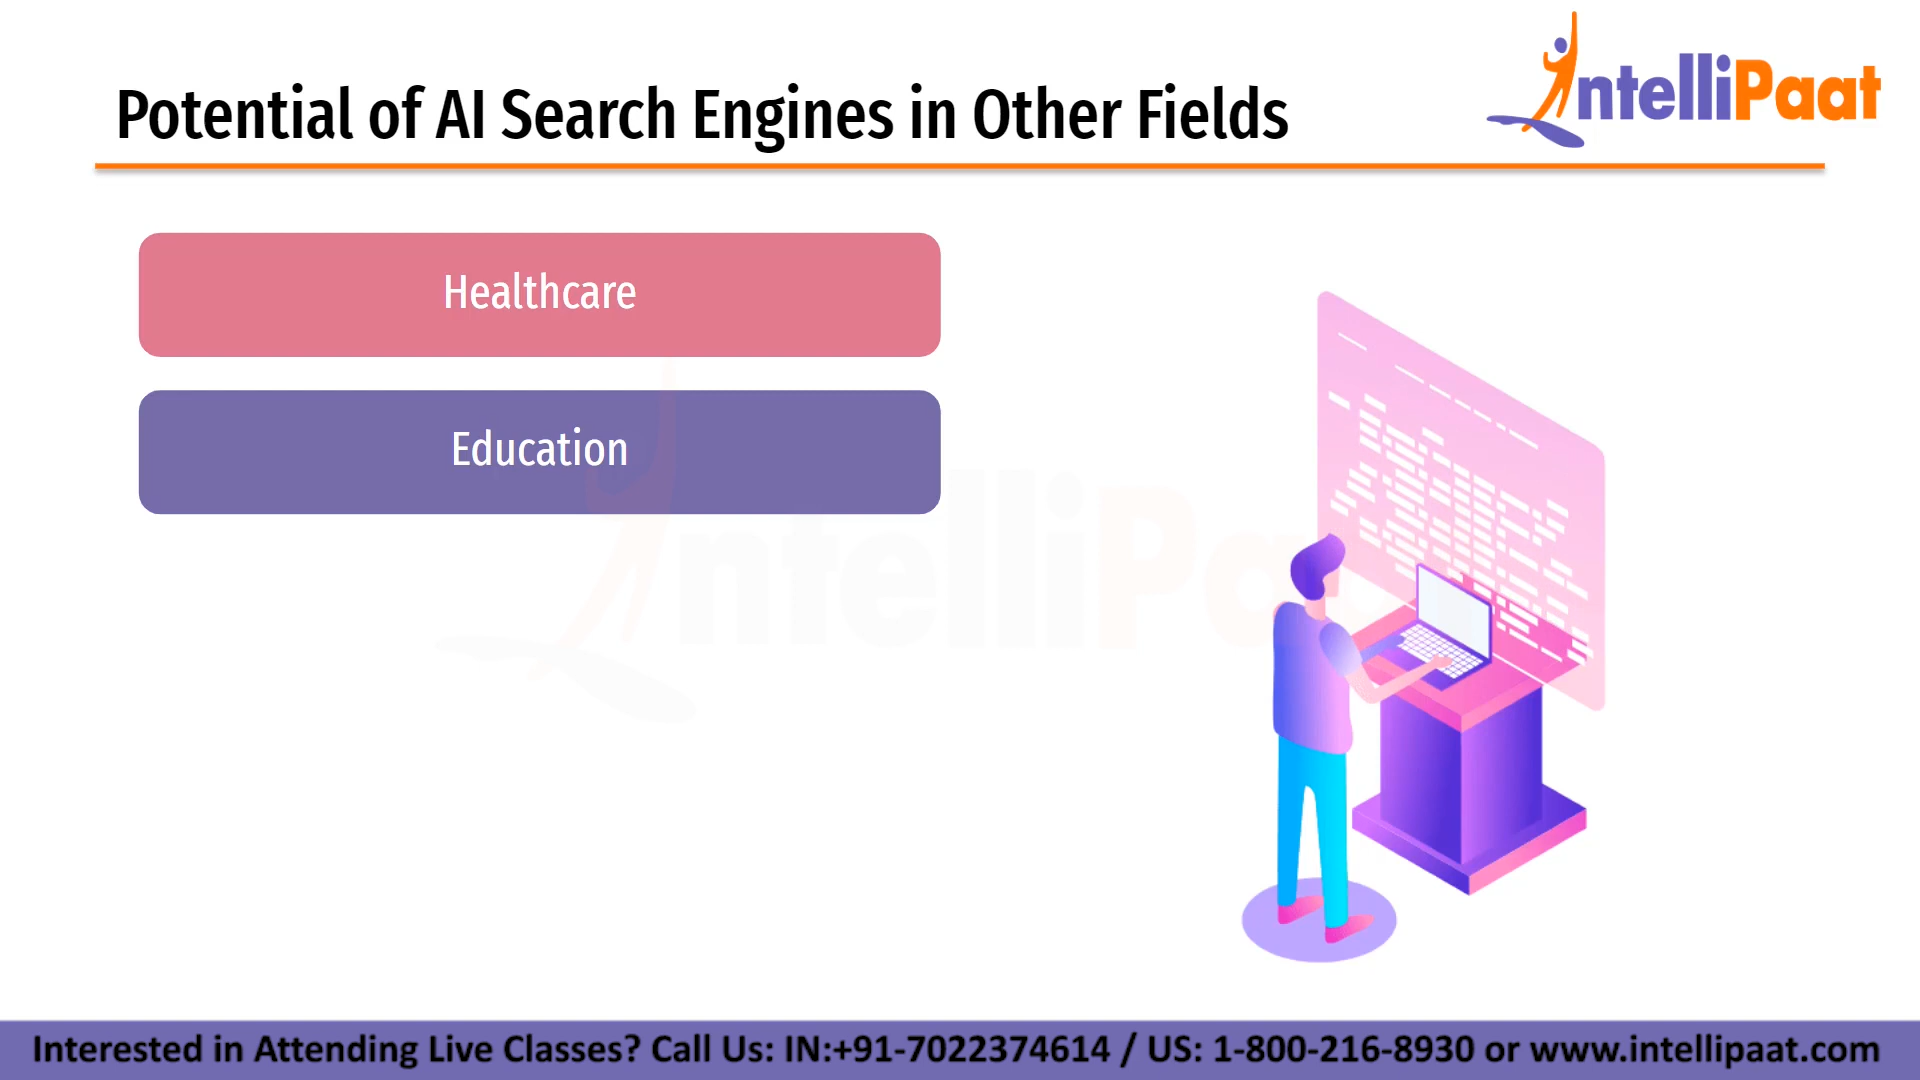 Potential of AI Search Engines in Other Fields
IntelliPaat
Healthcare
Education
IntelliPaat
Interested in Attending Live Classes? Call Us: IN:+91-7022374614 / US: 1-800-216-8930 or www.intellipaat.com